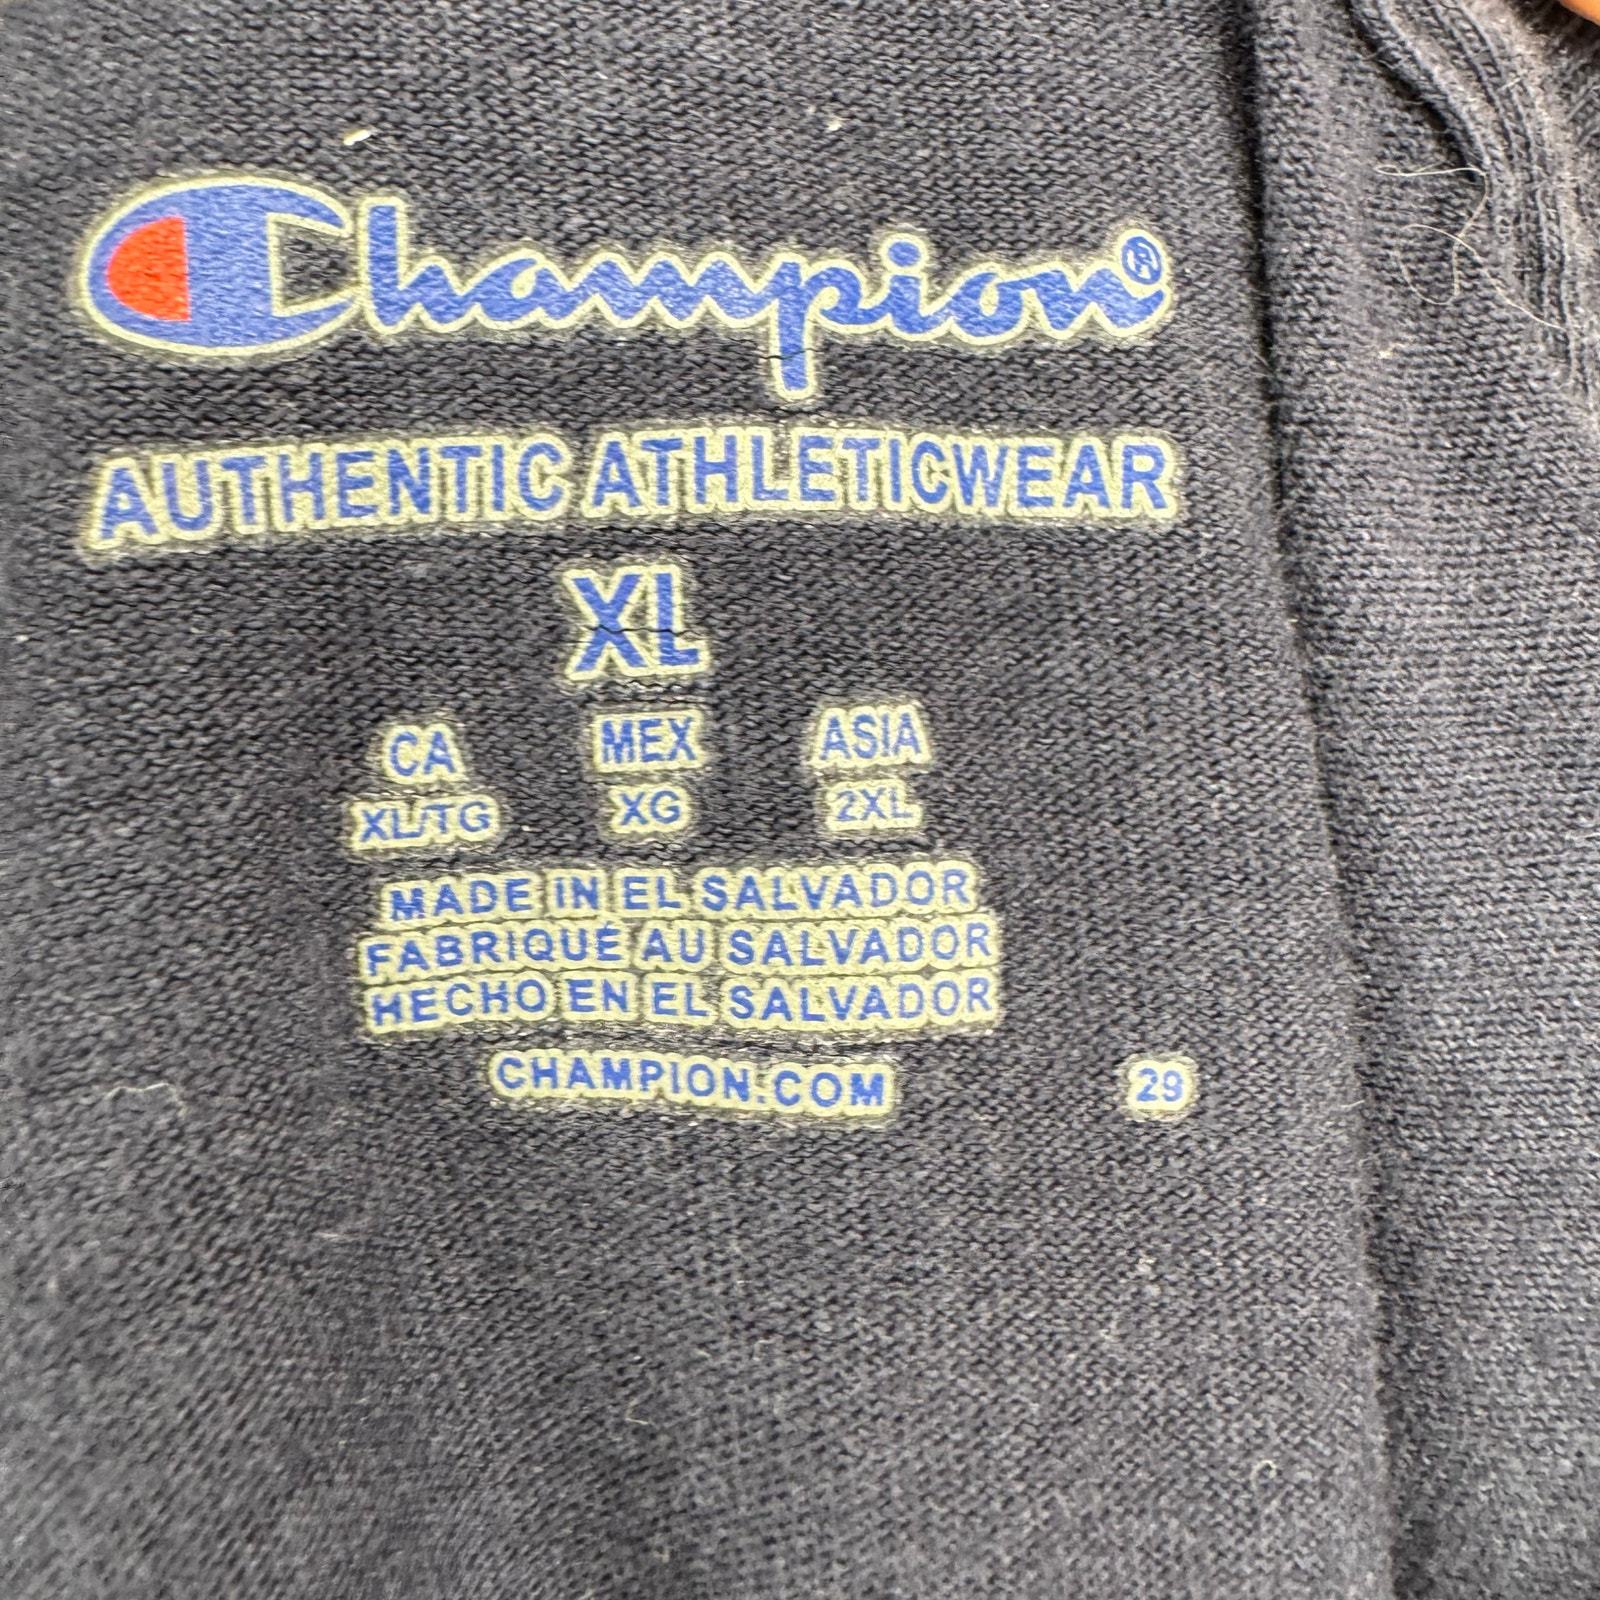 Champion®
AUTHENTIC ATHLETICWEAR
XL
CA MEX ASIA
XL/TG XG 2XL
MADE IN EL SALVADOR
FABRIQUÉ AU SALVADOR
HECHO EN EL SALVADOR
CHAMPION.COM 29